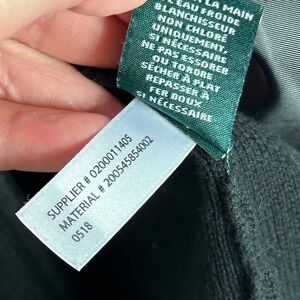 LA MAIN
L'EAU FROIDE
BLANCHISSEUR
NON CHLORÉ
UNIQUEMENT,
SI NÉCESSAIRE
NE PAS ESSORER
OU TORDRE
SÉCHER À PLAT
REPASSER À
FER DOUX
SI NÉCESSAIRE
SUPPLIER # 0200011405
MATERIAL # 200545854002
0518